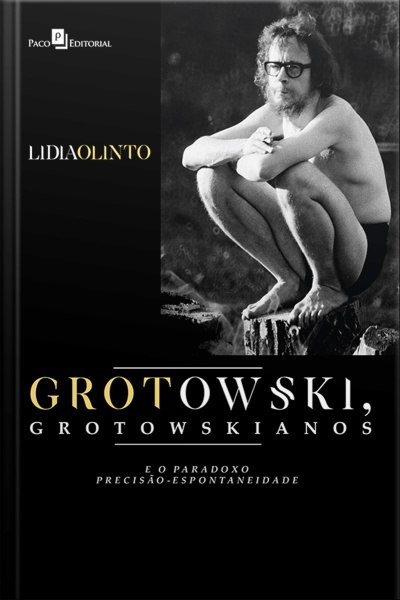 PACO P EDITORIAL
LIDIAOLINTO
GROTOWSKI,
GROTOWSKIANOS
E O PARADOXO
PRECISÃO-ESPONTANEIDADE